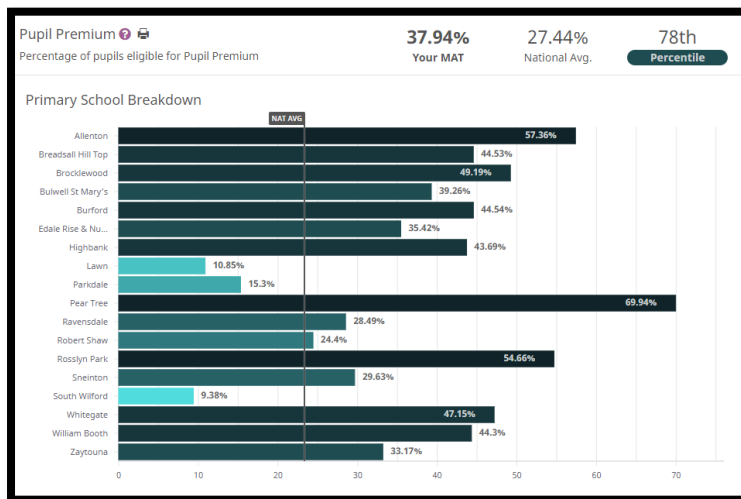 Pupil Premium ?
Percentage of pupils eligible for Pupil Premium
37.94%
Your MAT
27.44%
National Avg.
78th
Percentile
Primary School Breakdown
NAT AVG
Allenton 57.36%
Breadsall Hill Top 44.53%
Brocklewood 49.19%
Bulwell St Mary's 39.26%
Burford 44.54%
Edale Rise & Nu... 35.42%
Highbank 43.69%
Lawn 10.85%
Parkdale 15.3%
Pear Tree 69.94%
Ravensdale 28.49%
Robert Shaw 24.4%
Rosslyn Park 54.66%
Sneinton 29.63%
South Wilford 9.38%
Whitegate 47.15%
William Booth 44.3%
Zaytouna 33.17%
0 10 20 30 40 50 60 70